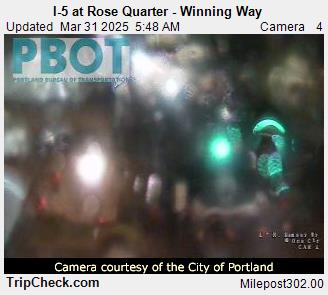 I-5 at Rose Quarter - Winning Way
Updated Mar 31 2025 5:48 AM Camera 4
PBOT
PORTLAND BUREAU OF TRANSPORTATION
Camera courtesy of the City of Portland
TripCheck.com Milepost302.00